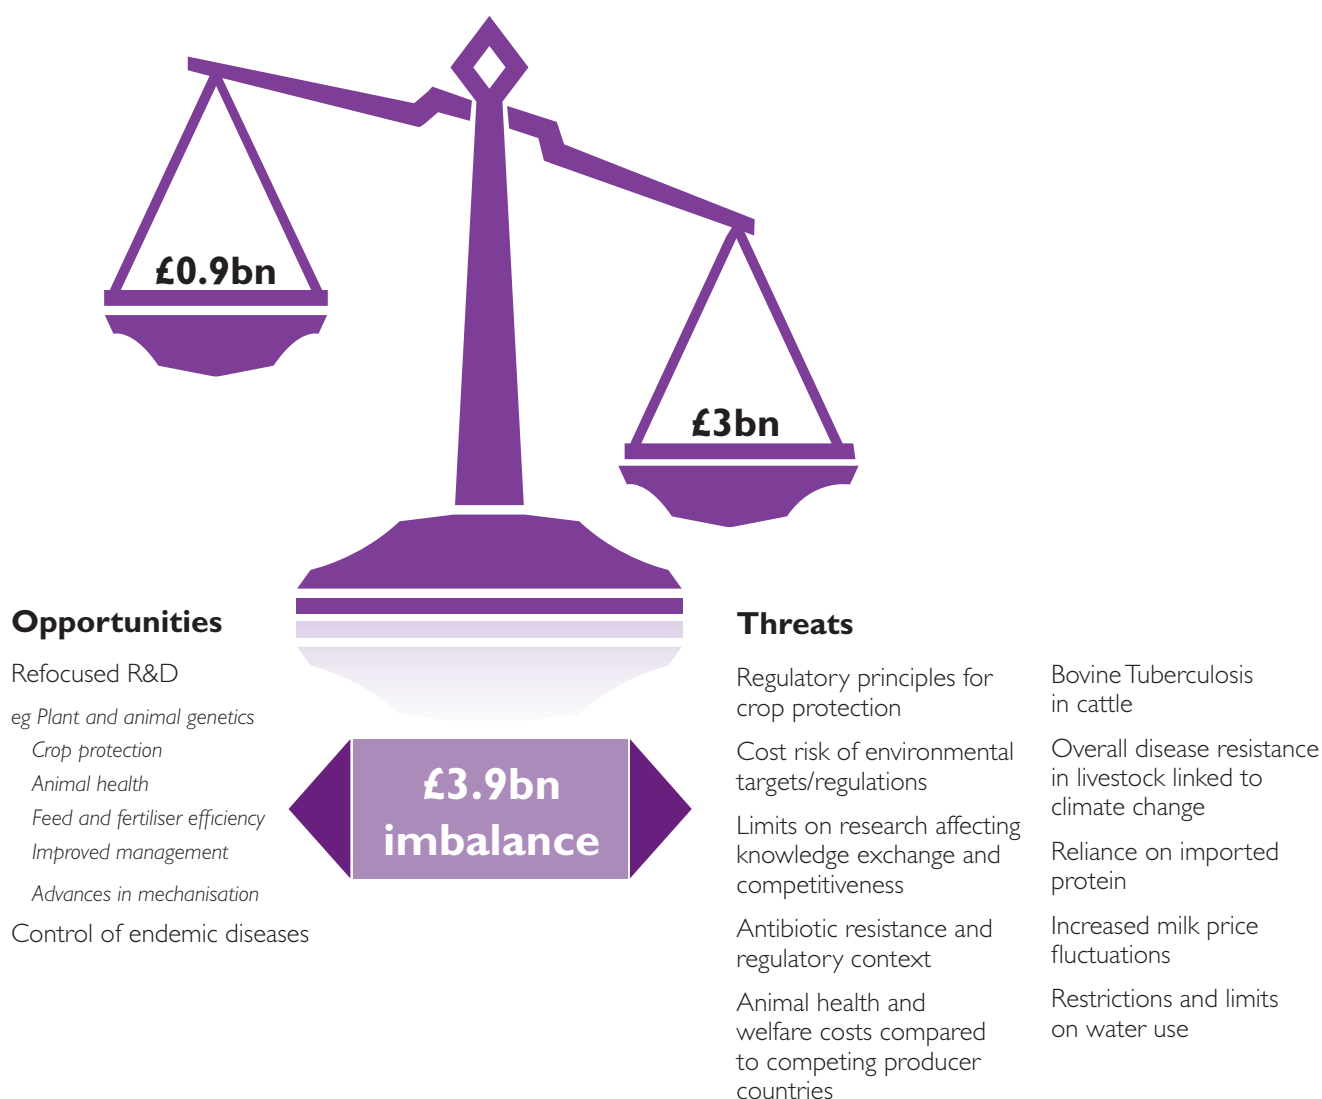 £0.9bn
£3bn
Opportunities
Refocused R&D
eg Plant and animal genetics
Crop protection
Animal health
Feed and fertiliser efficiency
Improved management
Advances in mechanisation
Control of endemic diseases
£3.9bn
imbalance
Threats
Regulatory principles for
crop protection
Cost risk of environmental
targets/regulations
Limits on research affecting
knowledge exchange and
competitiveness
Antibiotic resistance and
regulatory context
Animal health and
welfare costs compared
to competing producer
countries
Bovine Tuberculosis
in cattle
Overall disease resistance
in livestock linked to
climate change
Reliance on imported
protein
Increased milk price
fluctuations
Restrictions and limits
on water use